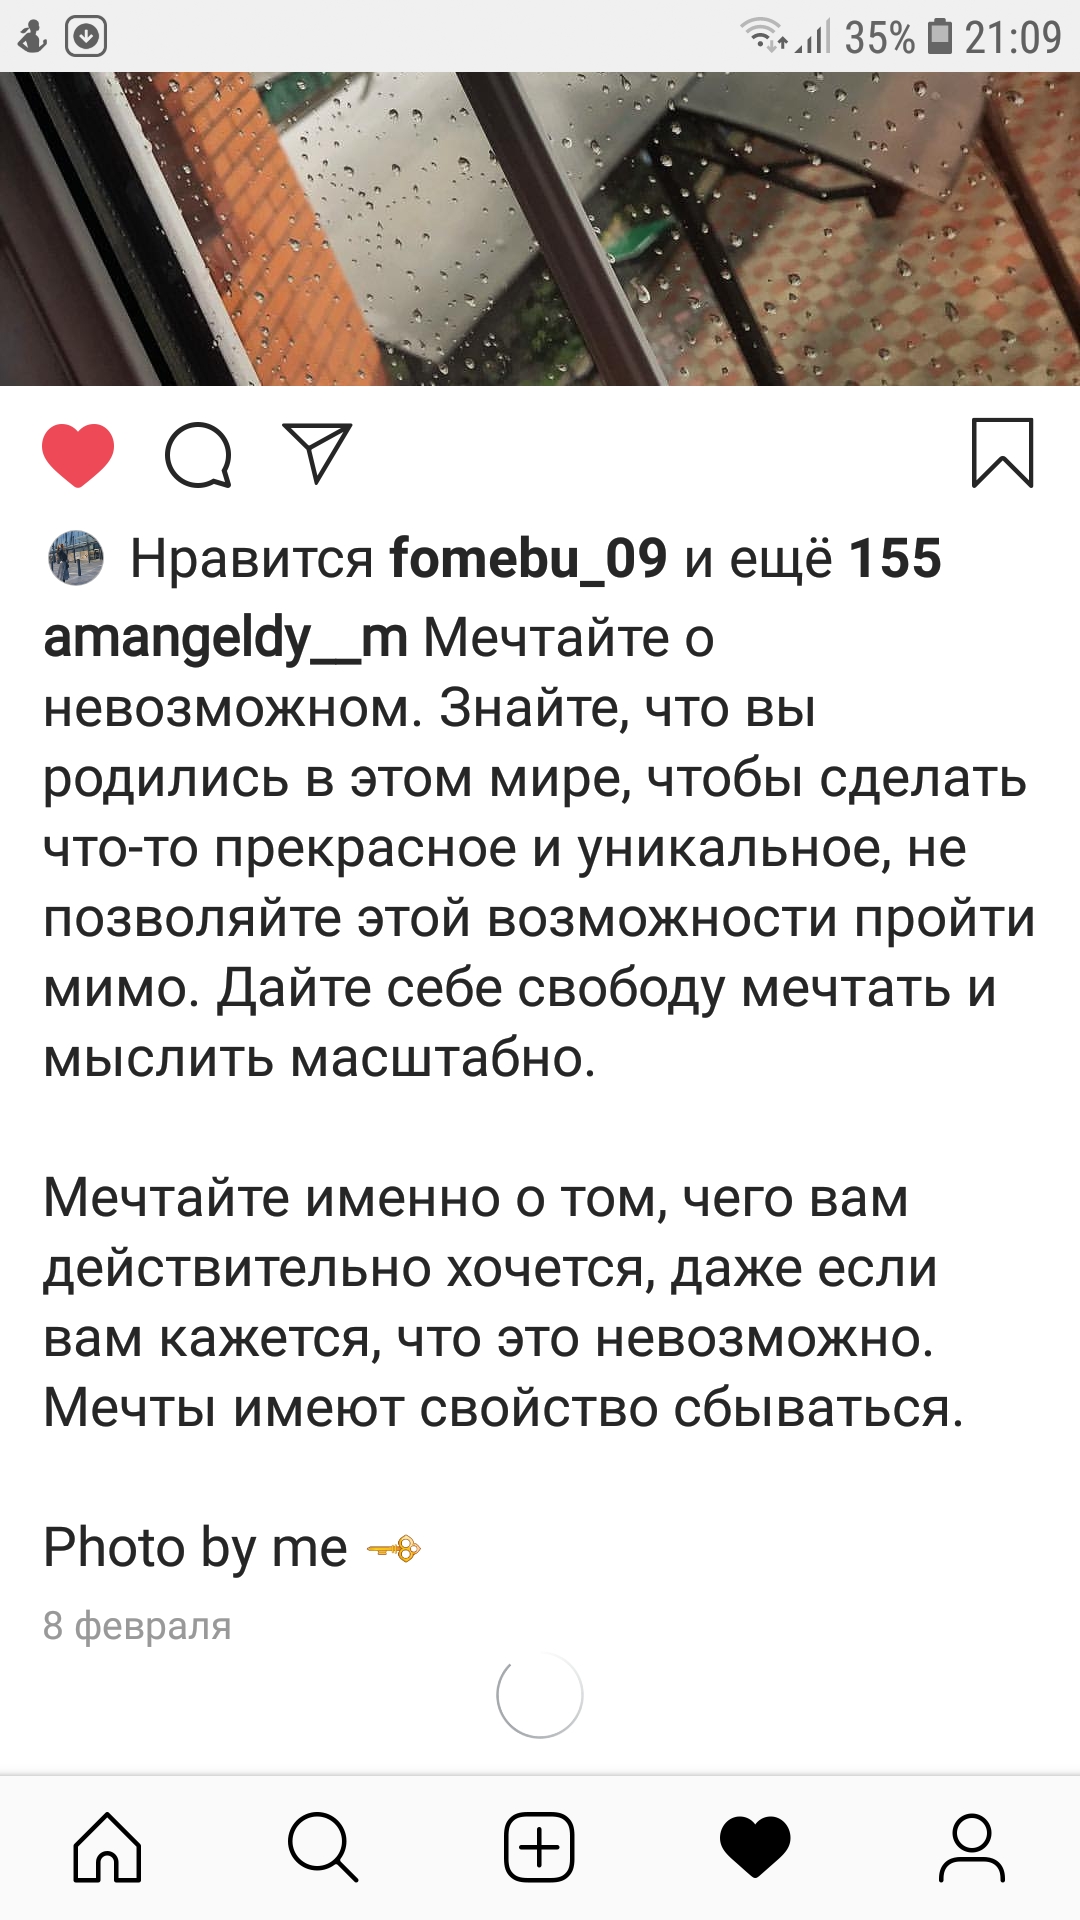 35% 21:09
Нравится fomebu_09 и ещё 155
amangeldy__m Мечтайте о
невозможном. Знайте, что вы
родились в этом мире, чтобы сделать
что-то прекрасное и уникальное, не
позволяйте этой возможности пройти
мимо. Дайте себе свободу мечтать и
мыслить масштабно.
Мечтайте именно о том, чего вам
действительно хочется, даже если
вам кажется, что это невозможно.
Мечты имеют свойство сбываться.
Photo by me
8 февраля